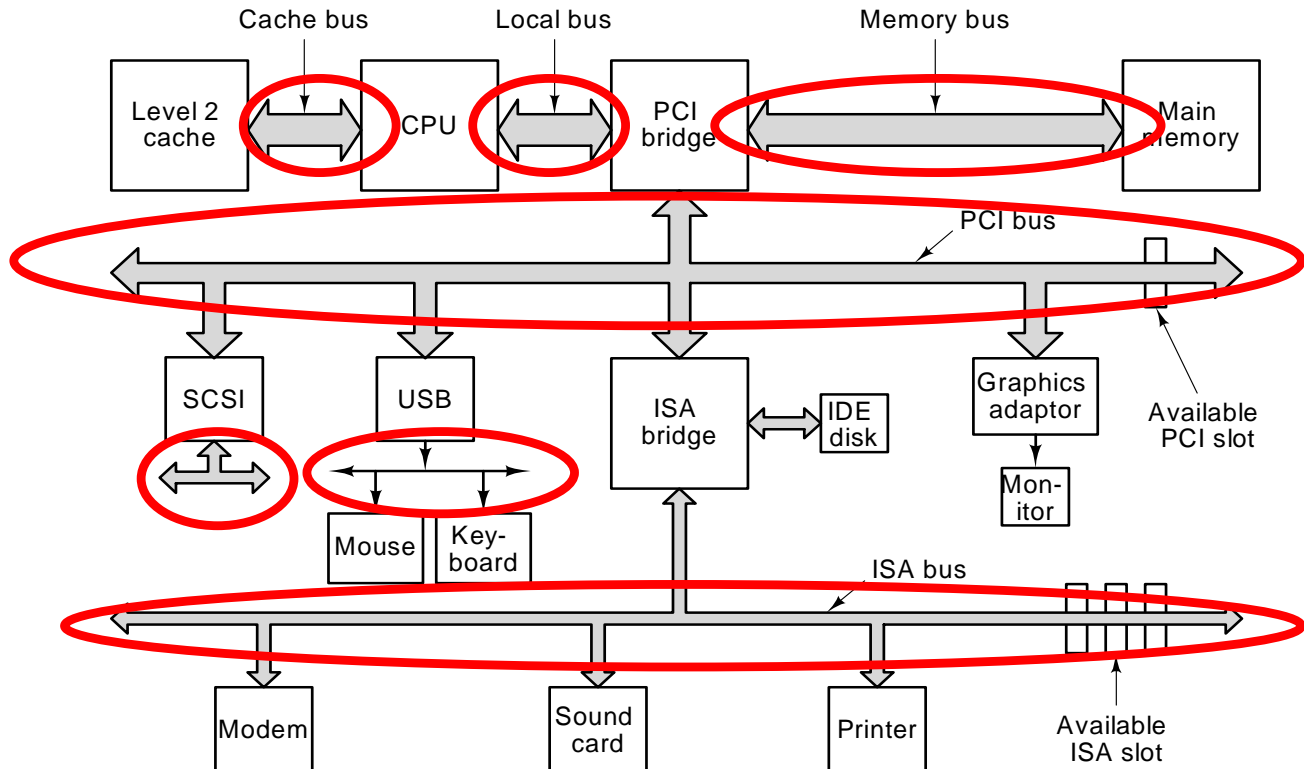 Cache bus
Local bus
Memory bus
Level 2
cache
CPU
PCI
bridge
Main
memory
PCI bus
SCSI
USB
ISA
bridge
IDE
disk
Graphics
adaptor
Available
PCI slot
Mon-
itor
Mouse
Key-
board
ISA bus
Modem
Sound
card
Printer
Available
ISA slot